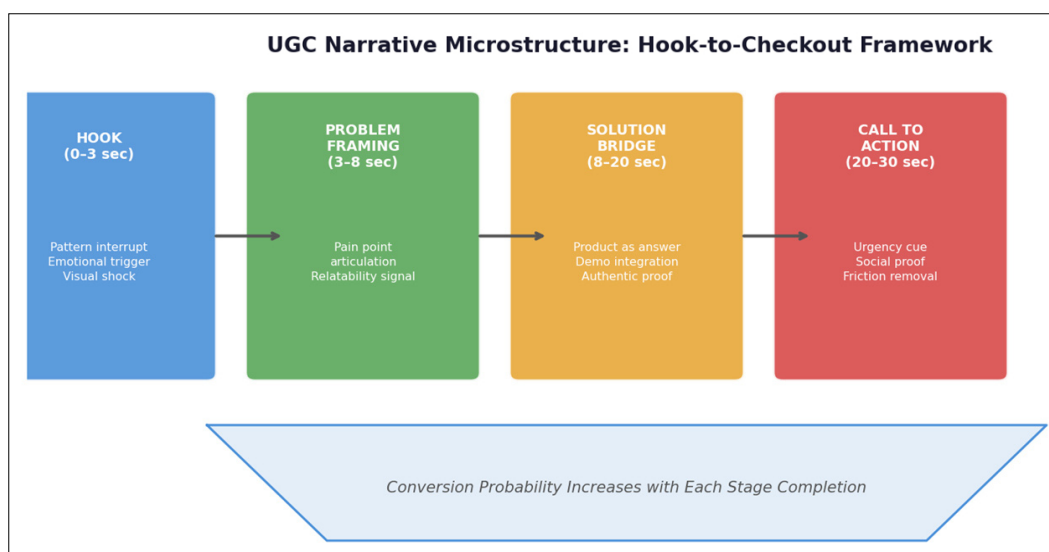 UGC Narrative Microstructure: Hook-to-Checkout Framework
HOOK
(0–3 sec)
Pattern interrupt
Emotional trigger
Visual shock
PROBLEM
FRAMING
(3–8 sec)
Pain point
articulation
Relatability signal
SOLUTION
BRIDGE
(8–20 sec)
Product as answer
Demo integration
Authentic proof
CALL TO
ACTION
(20–30 sec)
Urgency cue
Social proof
Friction removal
Conversion Probability Increases with Each Stage Completion